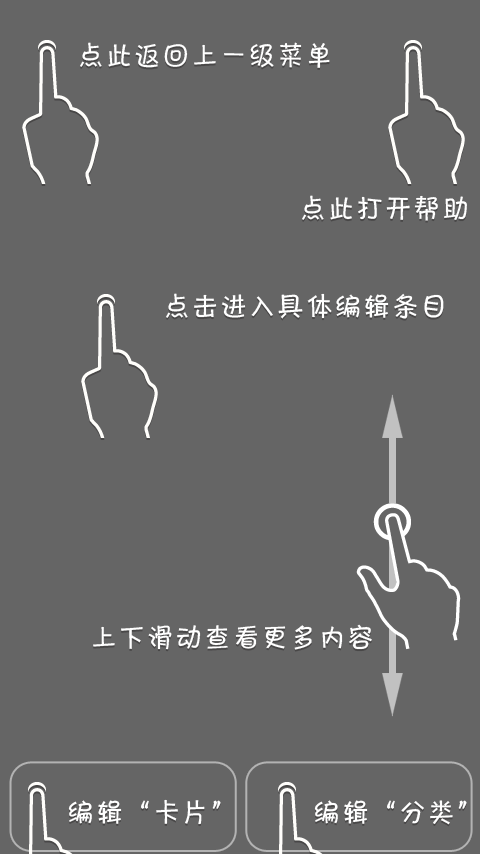 点此返回上一级菜单
点此打开帮助
点击进入具体编辑条目
上下滑动查看更多内容
编辑“卡片”
编辑“分类”